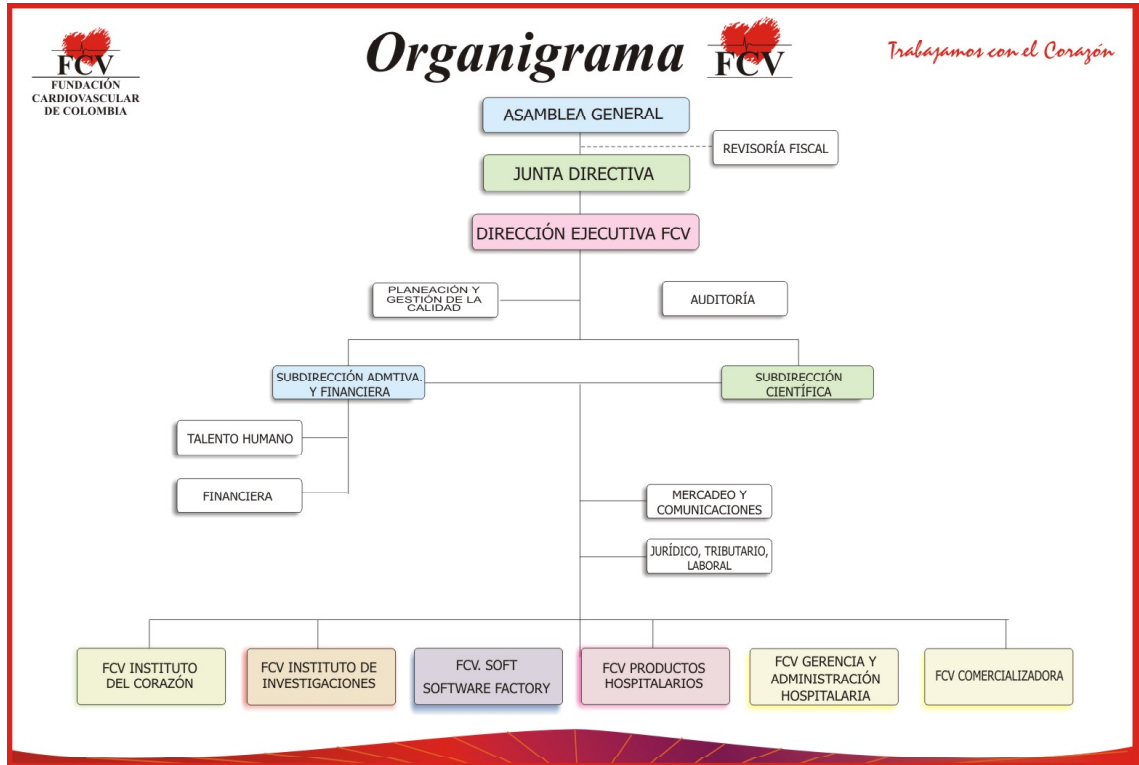 FCV
FUNDACIÓN
CARDIOVASCULAR
DE COLOMBIA
Organigrama
FCV
Trabajamos con el Corazón
ASAMBLEA GENERAL
REVISORÍA FISCAL
JUNTA DIRECTIVA
DIRECCIÓN EJECUTIVA FCV
PLANEACIÓN Y
GESTIÓN DE LA
CALIDAD
AUDITORÍA
SUBDIRECCIÓN ADMTIVA.
Y FINANCIERA
SUBDIRECCIÓN
CIENTÍFICA
TALENTO HUMANO
FINANCIERA
MERCADEO Y
COMUNICACIONES
JURÍDICO, TRIBUTARIO,
LABORAL
FCV INSTITUTO
DEL CORAZÓN
FCV INSTITUTO DE
INVESTIGACIONES
FCV. SOFT
SOFTWARE FACTORY
FCV PRODUCTOS
HOSPITALARIOS
FCV GERENCIA Y
ADMINISTRACIÓN
HOSPITALARIA
FCV COMERCIALIZADORA